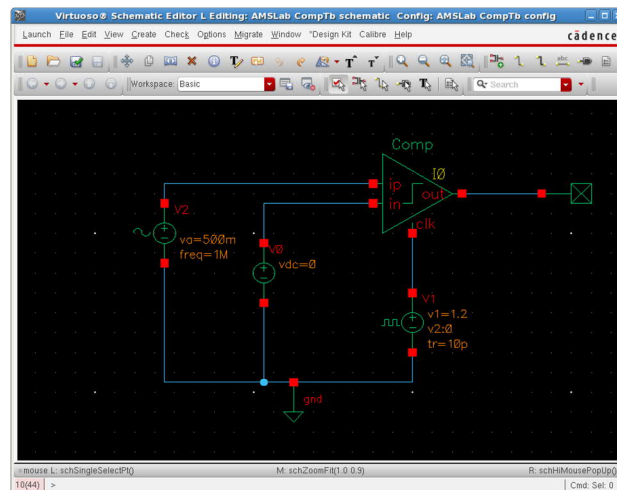 Virtuoso® Schematic Editor L Editing: AMSLab CompTb schematic Config: AMSLab CompTb config
Launch File Edit View Create Check Options Migrate Window *Design Kit Calibre Help cādence
Workspace: Basic Search
Comp
I0
ip
out
in
clk
V2
va=500m
freq=1M
V0
vdc=0
V1
v1=1.2
v2:0
tr=10p
gnd
mouse L: schSingleSelectPt() M: schZoomFit(1.0 0.9) R: schHiMousePopUp()
10(44) > Cmd: Sel: 0